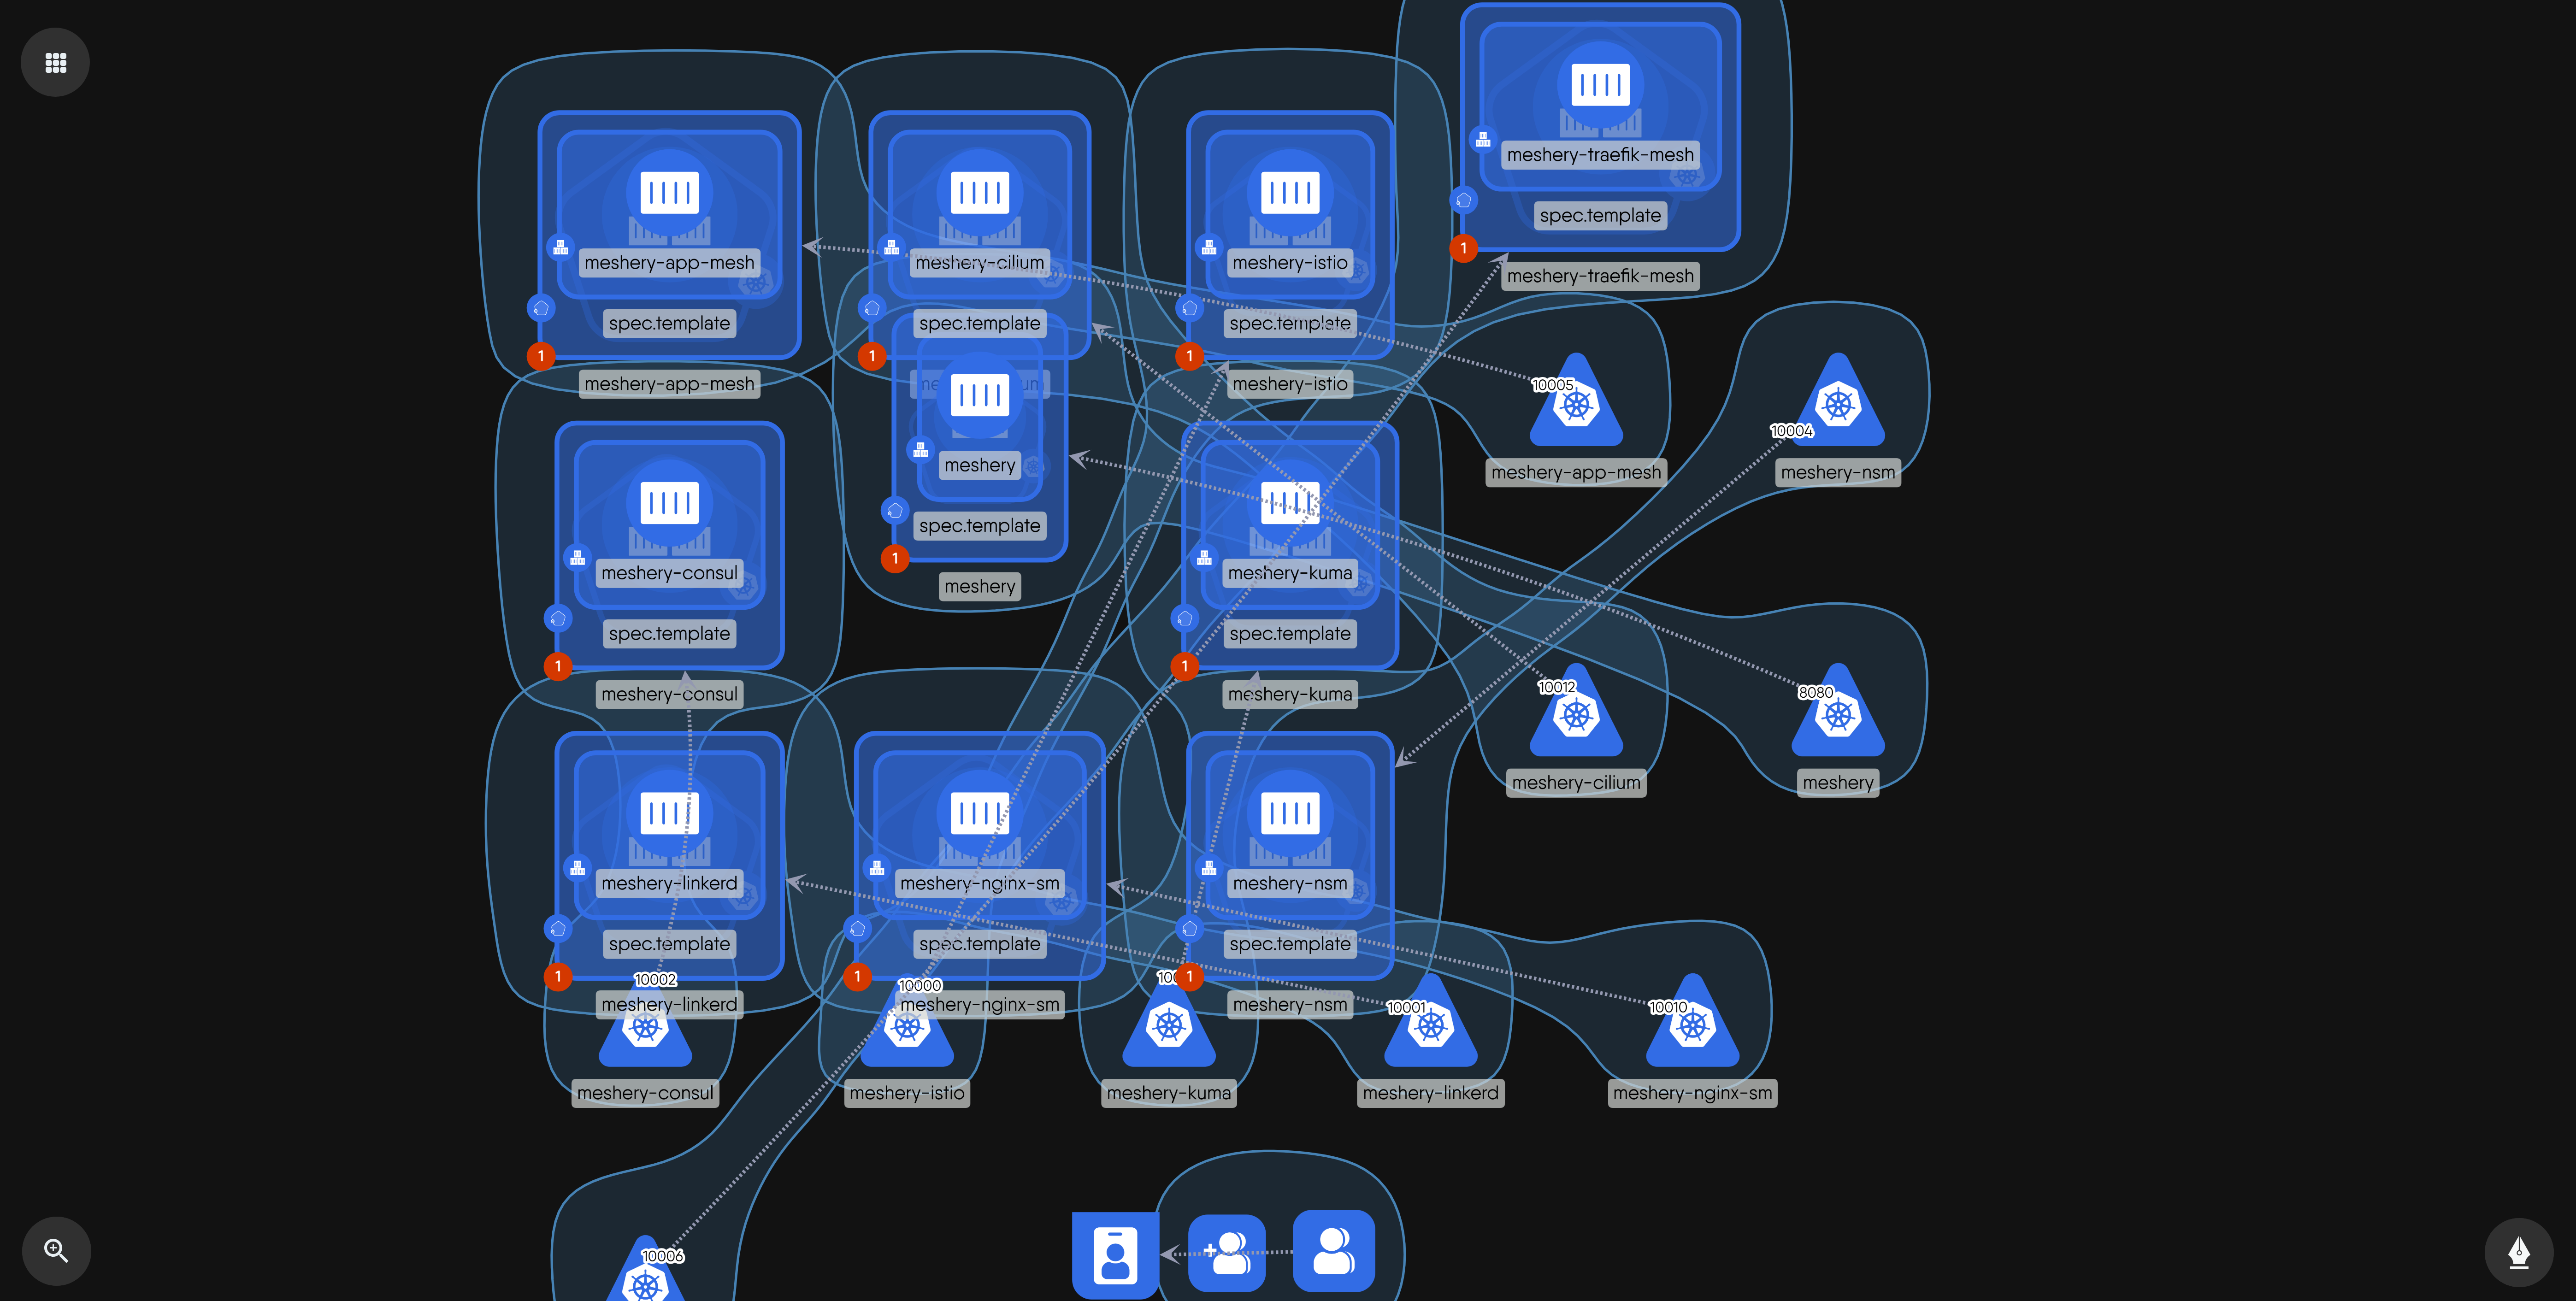 meshery-traefik-mesh
spec.template
1
meshery-traefik-mesh
meshery-app-mesh
spec.template
1
meshery-app-mesh
meshery-cilium
spec.template
1
meshery-istio
spec.template
1
meshery-istio
10005
meshery-app-mesh
10004
meshery-nsm
meshery
spec.template
1
meshery
meshery-consul
spec.template
1
meshery-consul
meshery-kuma
spec.template
1
meshery-kuma
10012
meshery-cilium
8080
meshery
meshery-linkerd
spec.template
1
meshery-linkerd
meshery-nginx-sm
spec.template
1
meshery-nginx-sm
meshery-nsm
spec.template
1
meshery-nsm
10002
meshery-consul
10000
meshery-istio
meshery-kuma
10001
meshery-linkerd
10010
meshery-nginx-sm
10006